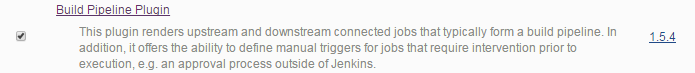 Build Pipeline Plugin
This plugin renders upstream and downstream connected jobs that typically form a build pipeline. In
addition, it offers the ability to define manual triggers for jobs that require intervention prior to
execution, e.g. an approval process outside of Jenkins.
1.5.4